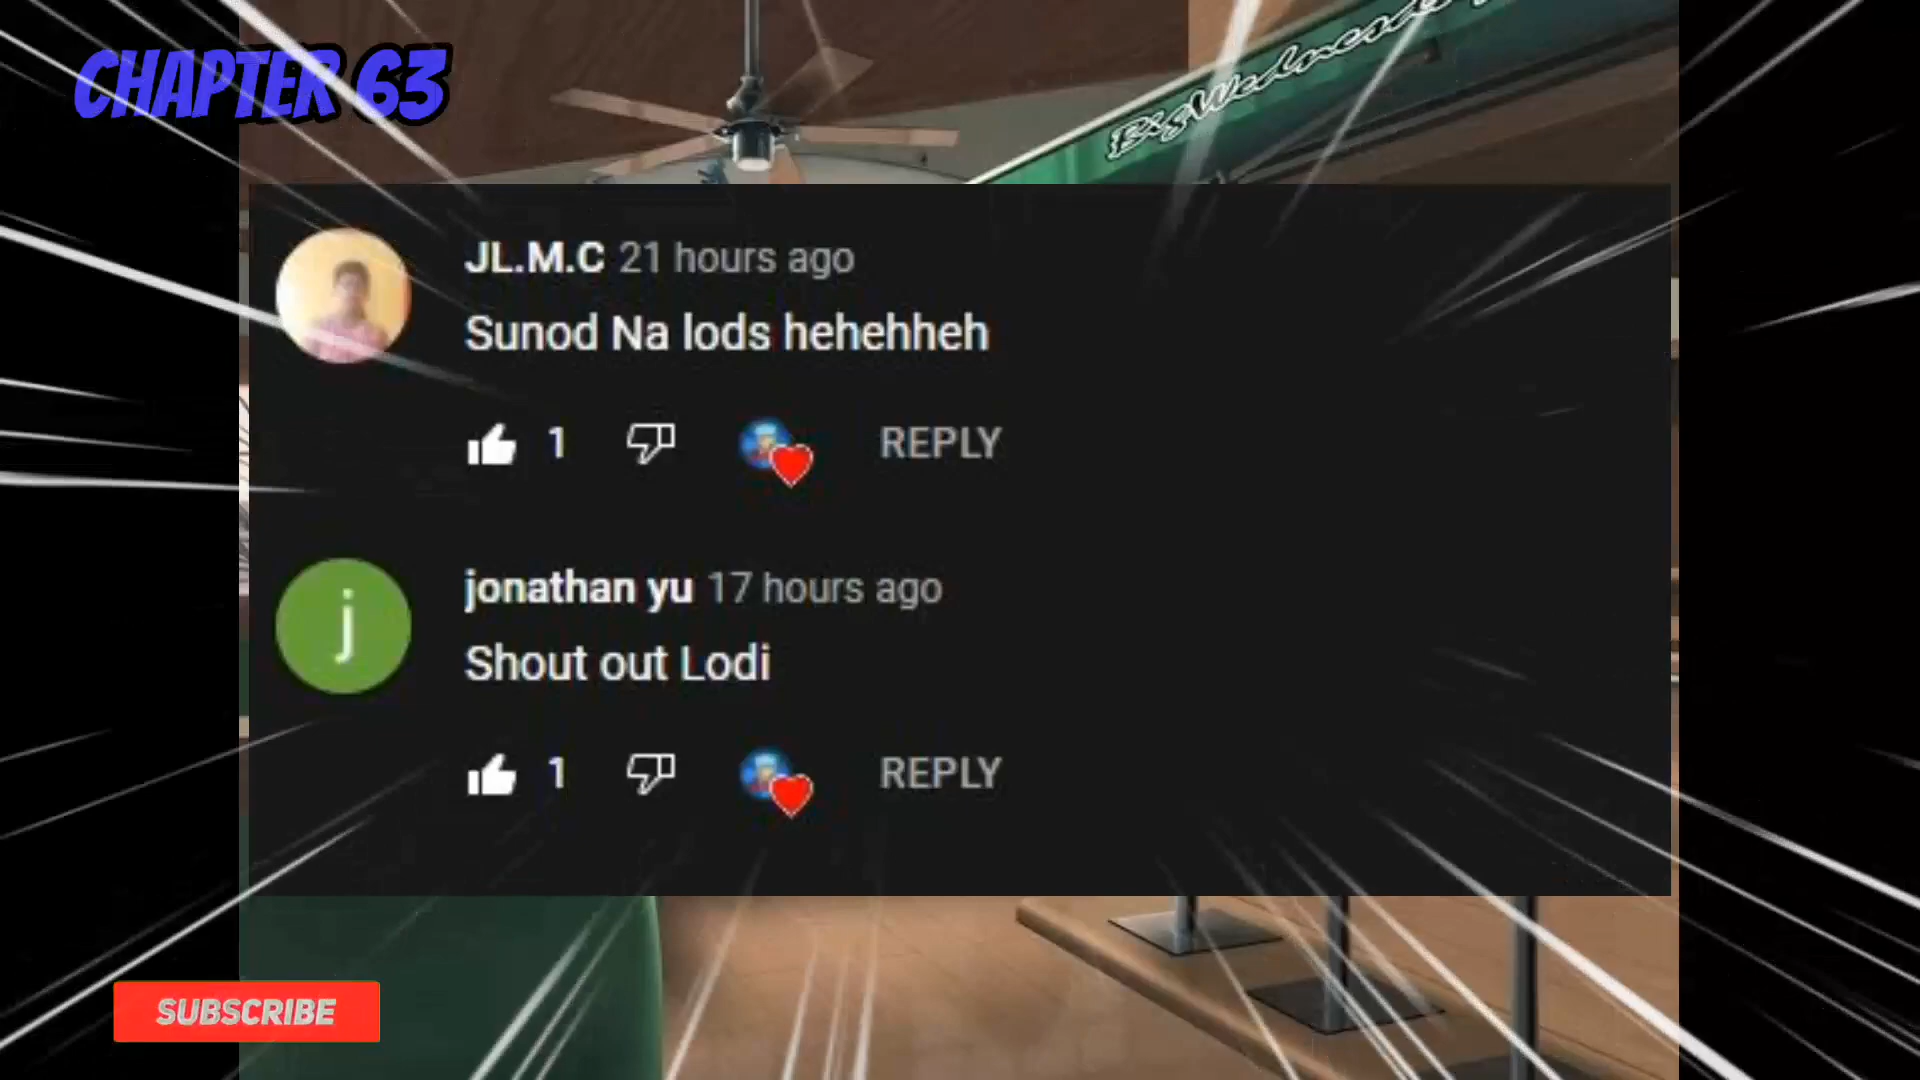 CHAPTER 63
BigWednesday
JL.M.C 21 hours ago
Sunod Na lods hehehheh
1 REPLY
j
jonathan yu 17 hours ago
Shout out Lodi
1 REPLY
SUBSCRIBE